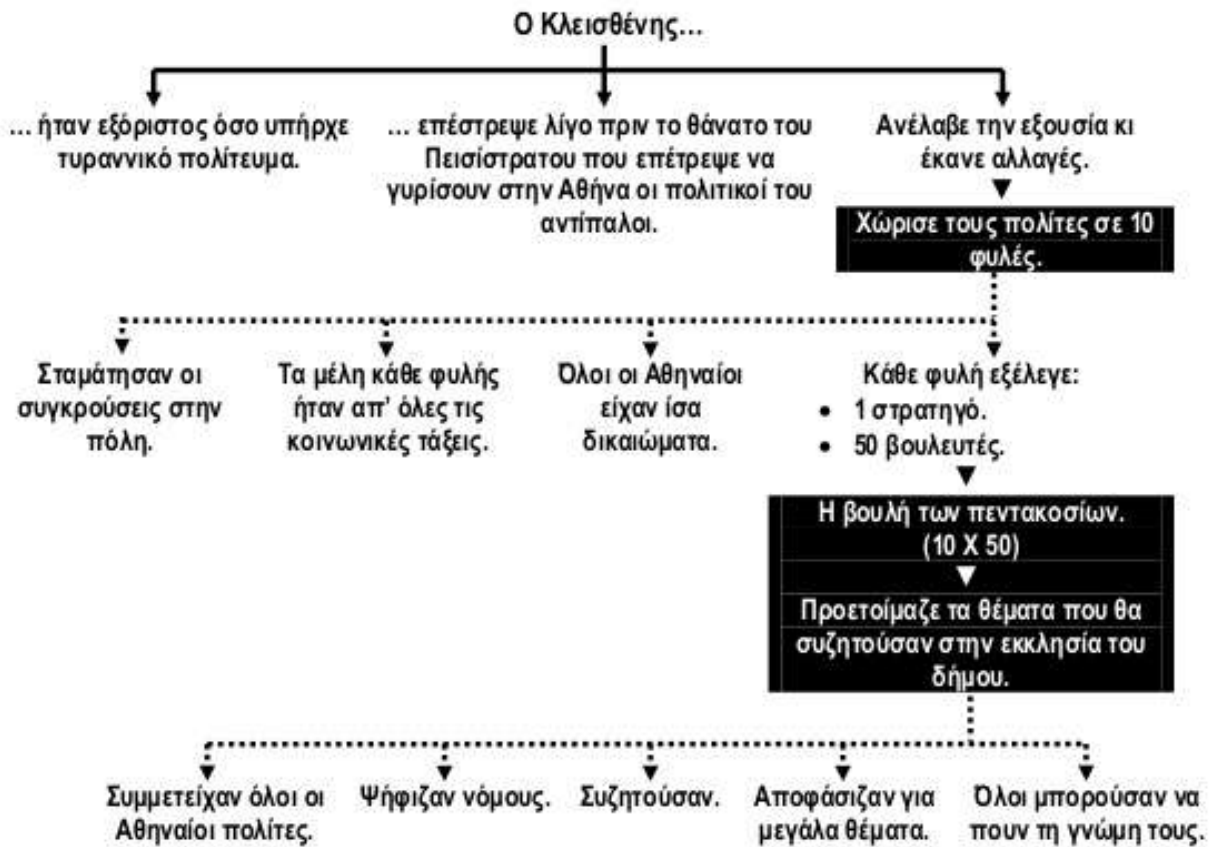 Ο Κλεισθένης...
... ήταν εξόριστος όσο υπήρχε
τυραννικό πολίτευμα.
... επέστρεψε λίγο πριν το θάνατο του
Πεισίστρατου που επέτρεψε να
γυρίσουν στην Αθήνα οι πολιτικοί του
αντίπαλοι.
Ανέλαβε την εξουσία κι
έκανε αλλαγές.
Χώρισε τους πολίτες σε 10
φυλές.
Σταμάτησαν οι
συγκρούσεις στην
πόλη.
Τα μέλη κάθε φυλής
ήταν απ' όλες τις
κοινωνικές τάξεις.
Όλοι οι Αθηναίοι
είχαν ίσα
δικαιώματα.
Κάθε φυλή εξέλεγε:
• 1 στρατηγό.
• 50 βουλευτές.
Η βουλή των πεντακοσίων.
(10 Χ 50)
Προετοίμαζε τα θέματα που θα
συζητούσαν στην εκκλησία του
δήμου.
Συμμετείχαν όλοι οι
Αθηναίοι πολίτες.
Ψήφιζαν νόμους.
Συζητούσαν.
Αποφάσιζαν για
μεγάλα θέματα.
Όλοι μπορούσαν να
πουν τη γνώμη τους.